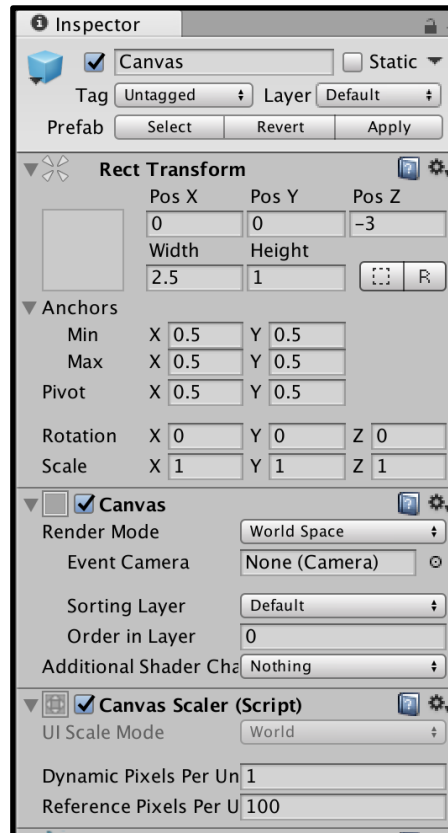 Inspector
Canvas Static
Tag Untagged Layer Default
Prefab Select Revert Apply
Rect Transform
Pos X Pos Y Pos Z
0 0 -3
Width Height
2.5 1
R
Anchors
Min X 0.5 Y 0.5
Max X 0.5 Y 0.5
Pivot X 0.5 Y 0.5
Rotation X 0 Y 0 Z 0
Scale X 1 Y 1 Z 1
Canvas
Render Mode World Space
Event Camera None (Camera)
Sorting Layer Default
Order in Layer 0
Additional Shader Cha Nothing
Canvas Scaler (Script)
UI Scale Mode World
Dynamic Pixels Per Un 1
Reference Pixels Per U 100